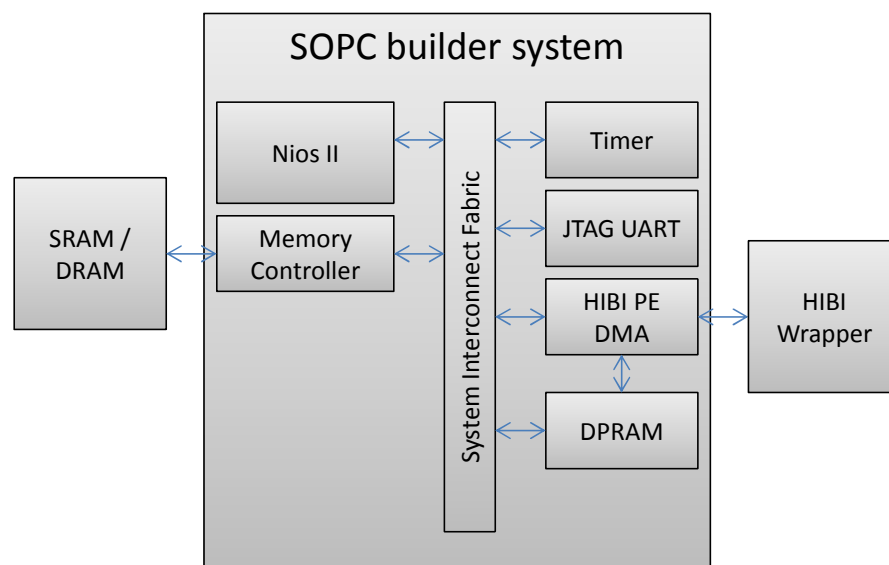 SOPC builder system
Nios II
Timer
SRAM /
DRAM
Memory
Controller
System Interconnect Fabric
JTAG UART
HIBI PE
DMA
HIBI
Wrapper
DPRAM